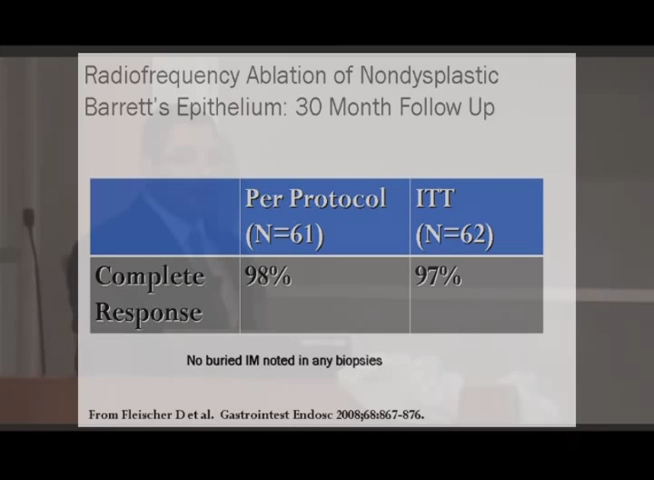 Radiofrequency Ablation of Nondysplastic
Barrett's Epithelium: 30 Month Follow Up
Per Protocol
(N=61)
ITT
(N=62)
Complete
Response
98%
97%
No buried IM noted in any biopsies
From Fleischer D et al. Gastrointest Endosc 2008;68:867-876.